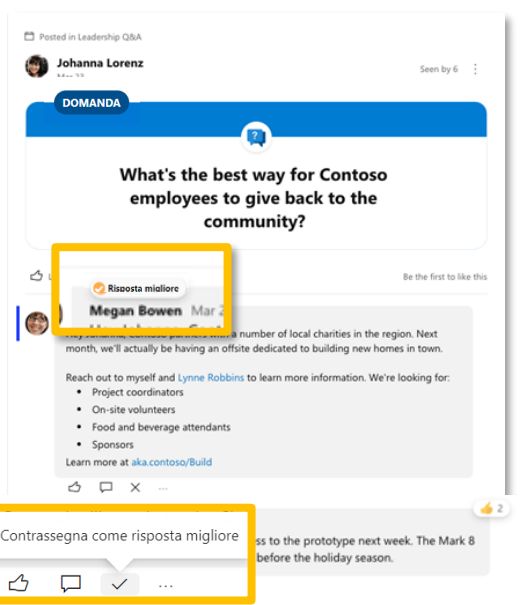 Posted in Leadership Q&A
Johanna Lorenz
Seen by 6
DOMANDA
What's the best way for Contoso
employees to give back to the
community?
Be the first to like this
Risposta migliore
Megan Bowen Mar 2
a number of local charities in the region. Next
month, we'll actually be having an offsite dedicated to building new homes in town.
Reach out to myself and Lynne Robbins to learn more information. We're looking for:
• Project coordinators
• On-site volunteers
• Food and beverage attendants
• Sponsors
Learn more at aka.contoso/Build
2
Contrassegna come risposta migliore
ss to the prototype next week. The Mark 8
before the holiday season.